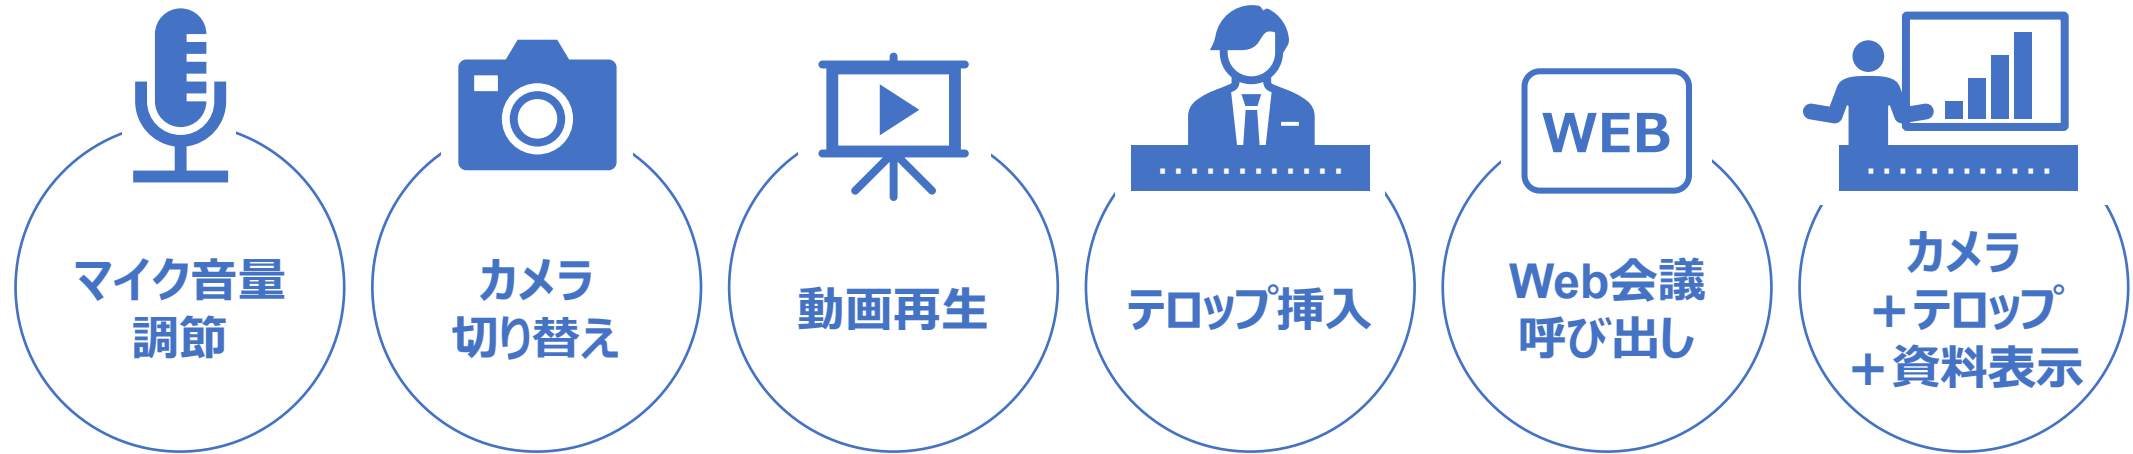 マイク音量
調節
カメラ
切り替え
動画再生
テロップ挿入
WEB
Web会議
呼び出し
カメラ
＋テロップ
＋資料表示